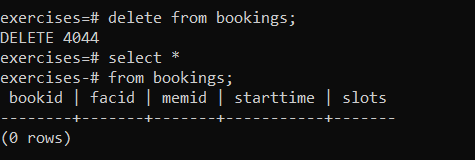 exercises=# delete from bookings;
DELETE 4044
exercises=# select *
exercises-# from bookings;
 bookid | facid | memid | starttime | slots
--------+-------+-------+-----------+-------
(0 rows)